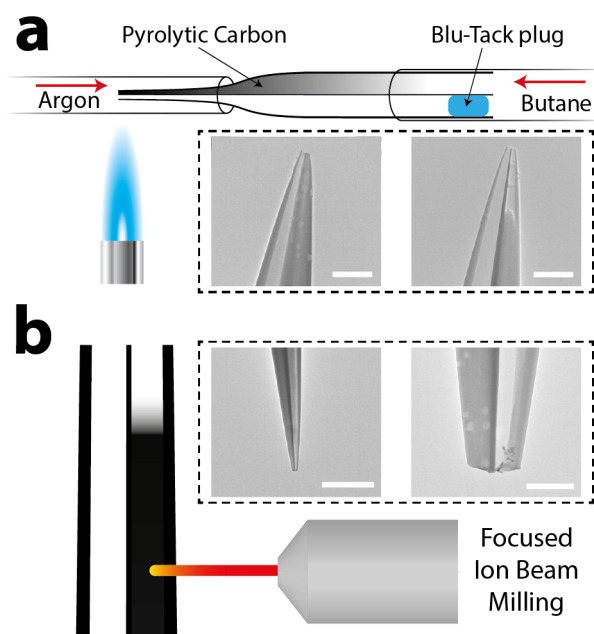 a
Pyrolytic Carbon
Blu-Tack plug
Argon
Butane
b
Focused
Ion Beam
Milling